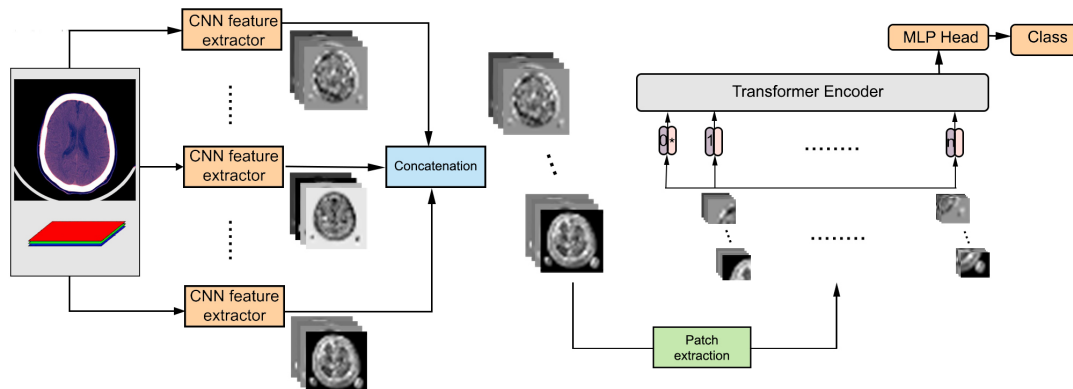 CNN feature
extractor
CNN feature
extractor
CNN feature
extractor
Concatenation
Patch
extraction
MLP Head
Class
Transformer Encoder
0 *
1
n